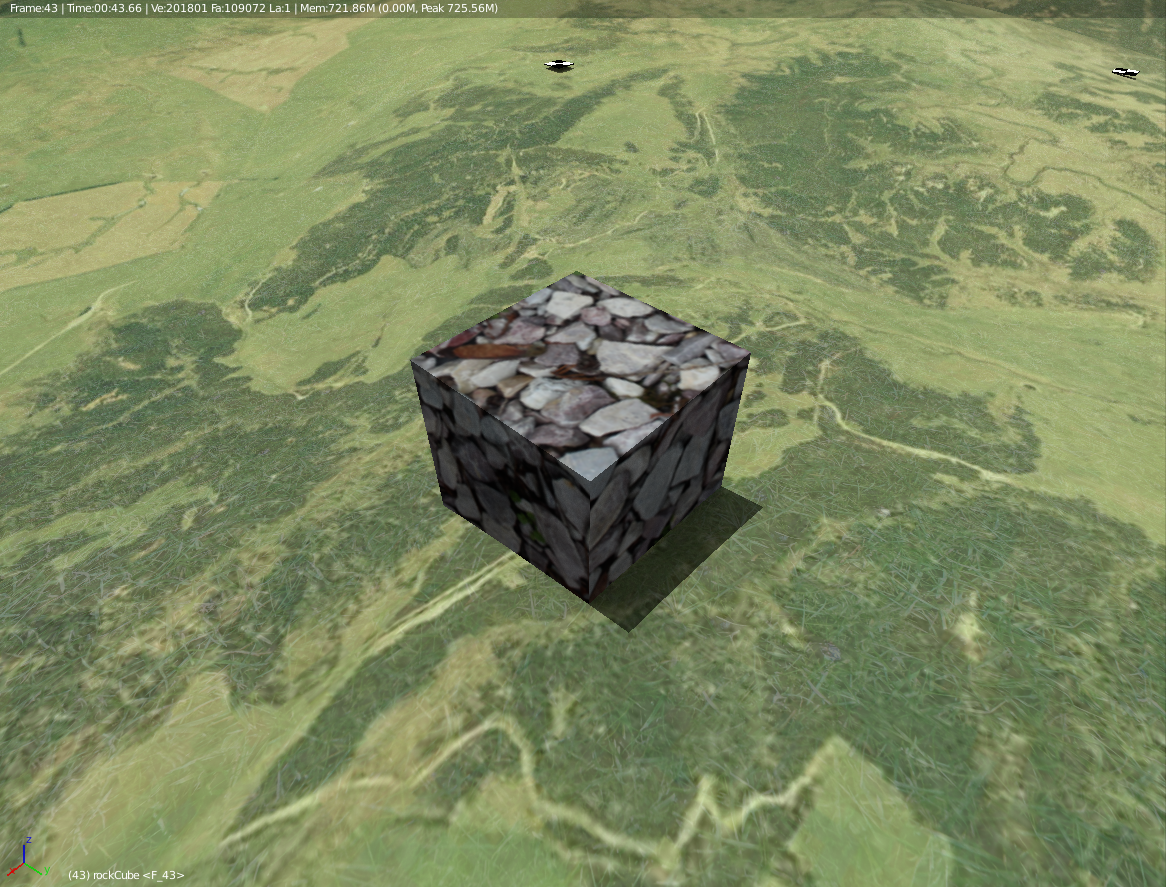 Frame:43 | Time:00:43.66 | Ve:201801 Fa:109072 La:1 | Mem:721.86M (0.00M, Peak 725.56M)
z
x y
(43) rockCube <F_43>